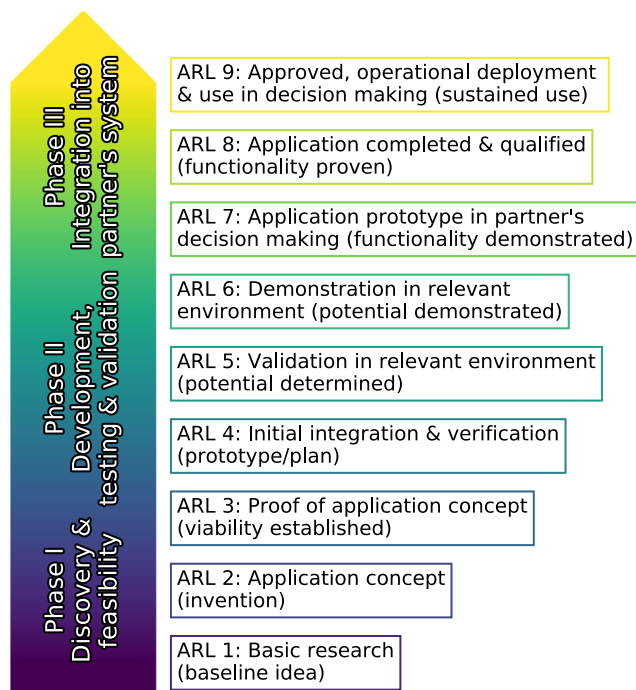 Phase III
Integration into
partner's system
ARL 9: Approved, operational deployment
& use in decision making (sustained use)
ARL 8: Application completed & qualified
(functionality proven)
ARL 7: Application prototype in partner's
decision making (functionality demonstrated)
Phase II
Development,
testing & validation
ARL 6: Demonstration in relevant
environment (potential demonstrated)
ARL 5: Validation in relevant environment
(potential determined)
ARL 4: Initial integration & verification
(prototype/plan)
Phase I
Discovery &
feasibility
ARL 3: Proof of application concept
(viability established)
ARL 2: Application concept
(invention)
ARL 1: Basic research
(baseline idea)